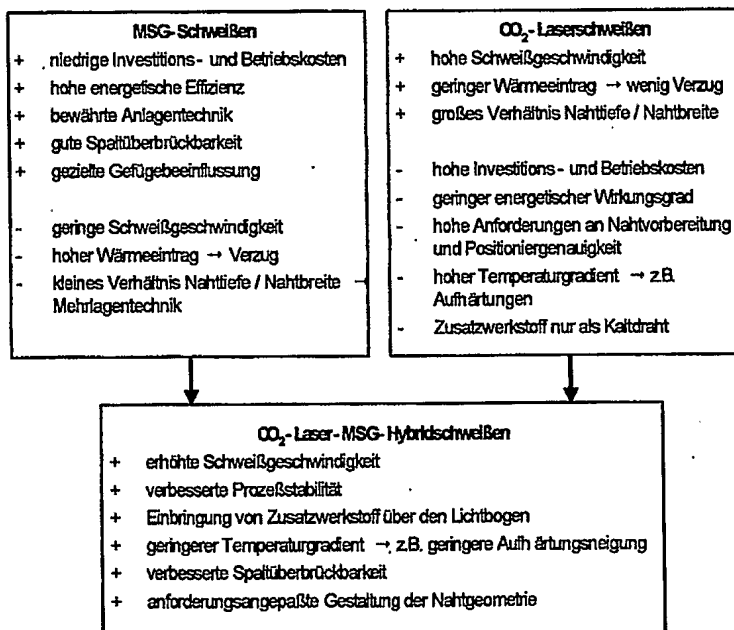 MSG-Schweißen
+ niedrige Investitions- und Betriebskosten
+ hohe energetische Effizienz
+ bewährte Anlagentechnik
+ gute Spaltüberbrückbarkeit
+ gezielte Gefügebeeinflussung
- geringe Schweißgeschwindigkeit
- hoher Wärmeeintrag → Verzug
- kleines Verhältnis Nahttiefe / Nahtbreite →
Mehrlagentechnik
CO₂-Laserschweißen
+ hohe Schweißgeschwindigkeit
+ geringer Wärmeeintrag → wenig Verzug
+ großes Verhältnis Nahttiefe / Nahtbreite
- hohe Investitions- und Betriebskosten
- geringer energetischer Wirkungsgrad
- hohe Anforderungen an Nahtvorbereitung
und Positioniergenauigkeit
- hoher Temperaturgradient → z.B.
Aufhärtungen
- Zusatzwerkstoff nur als Kaltdraht
CO₂-Laser-MSG-Hybridschweißen
+ erhöhte Schweißgeschwindigkeit
+ verbesserte Prozeßstabilität
+ Einbringung von Zusatzwerkstoff über den Lichtbogen
+ geringerer Temperaturgradient → z.B. geringere Aufh ärtungsneigung
+ verbesserte Spaltüberbrückbarkeit
+ anforderungsangepaßte Gestaltung der Nahtgeometrie